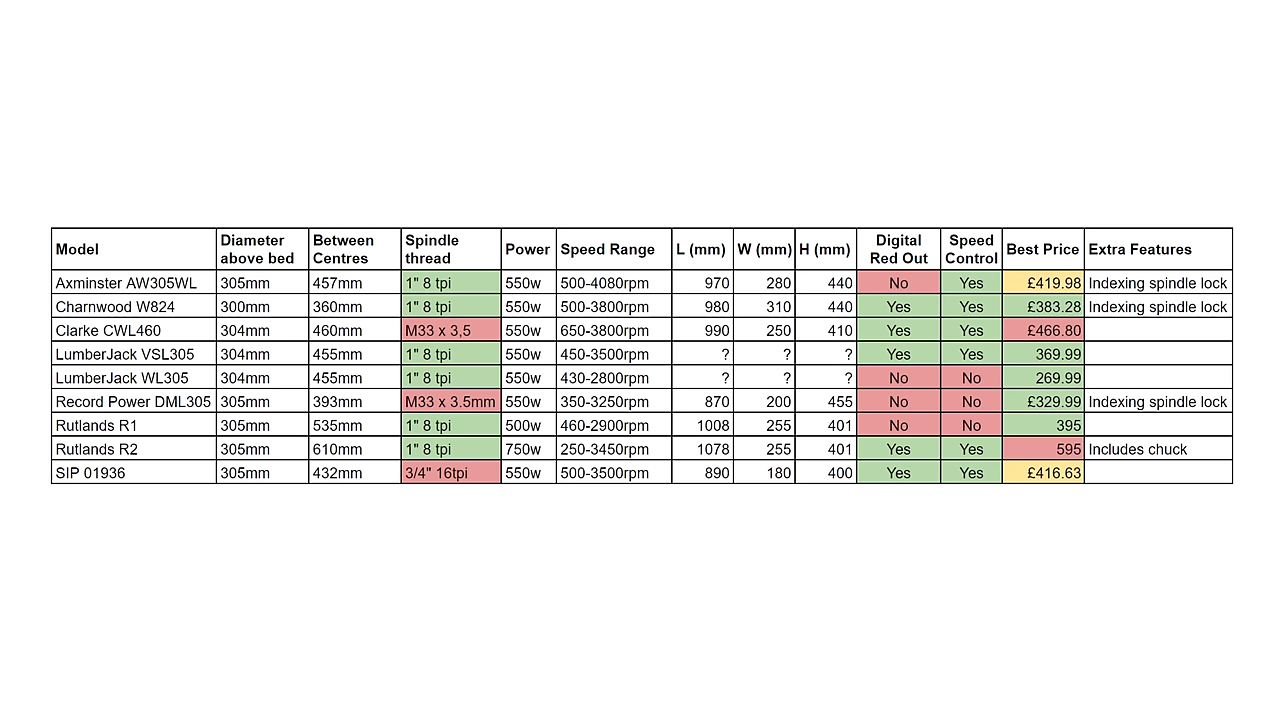 Model Diameter above bed Between Centres Spindle thread Power Speed Range L (mm) W (mm) H (mm) Digital Red Out Speed Control Best Price Extra Features
Axminster AW305WL 305mm 457mm 1" 8 tpi 550w 500-4080rpm 970 280 440 No Yes £419.98 Indexing spindle lock
Charnwood W824 300mm 360mm 1" 8 tpi 550w 500-3800rpm 980 310 440 Yes Yes £383.28 Indexing spindle lock
Clarke CWL460 304mm 460mm M33 x 3,5 550w 650-3800rpm 990 250 410 Yes Yes £466.80
LumberJack VSL305 304mm 455mm 1" 8 tpi 550w 450-3500rpm ? ? ? Yes Yes 369.99
LumberJack WL305 304mm 455mm 1" 8 tpi 550w 430-2800rpm ? ? ? No No 269.99
Record Power DML305 305mm 393mm M33 x 3.5mm 550w 350-3250rpm 870 200 455 No No £329.99 Indexing spindle lock
Rutlands R1 305mm 535mm 1" 8 tpi 500w 460-2900rpm 1008 255 401 No No 395
Rutlands R2 305mm 610mm 1" 8 tpi 750w 250-3450rpm 1078 255 401 Yes Yes 595 Includes chuck
SIP 01936 305mm 432mm 3/4" 16tpi 550w 500-3500rpm 890 180 400 Yes Yes £416.63